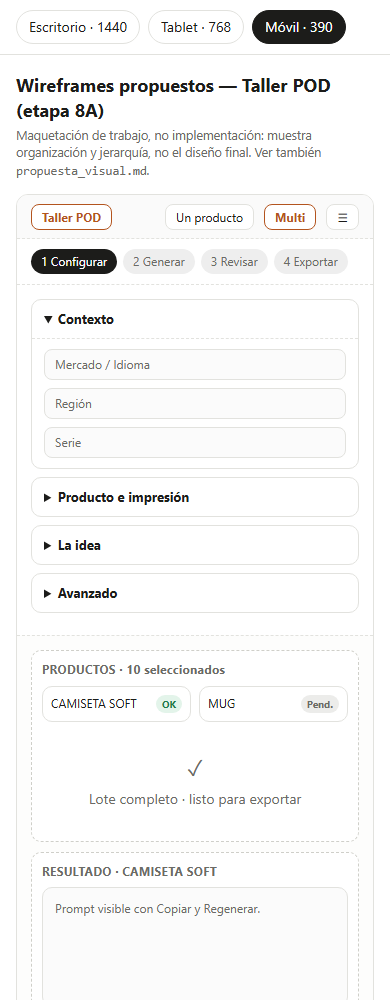 Escritorio · 1440
Tablet · 768
Móvil · 390
Wireframes propuestos — Taller POD
(etapa 8A)
Maquetación de trabajo, no implementación: muestra
organización y jerarquía, no el diseño final. Ver también
propuesta_visual.md.
Taller POD
Un producto
Multi
☰
1 Configurar
2 Generar
3 Revisar
4 Exportar
▼ Contexto
Mercado / Idioma
Región
Serie
▶ Producto e impresión
▶ La idea
▶ Avanzado
PRODUCTOS · 10 seleccionados
CAMISETA SOFT
OK
MUG
Pend.
✓
Lote completo · listo para exportar
RESULTADO · CAMISETA SOFT
Prompt visible con Copiar y Regenerar.